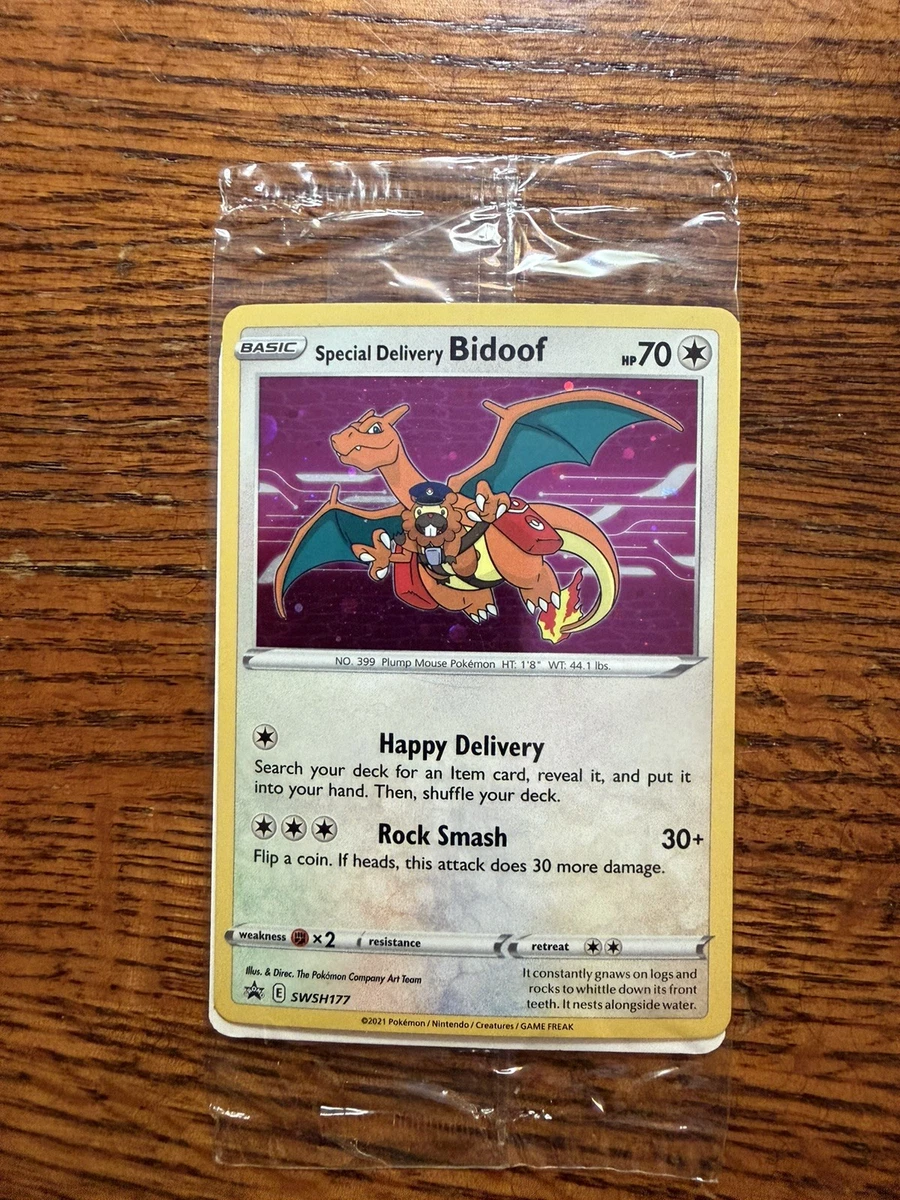 BASIC Special Delivery Bidoof HP 70
NO. 399 Plump Mouse Pokémon HT: 1'8" WT: 44.1 lbs.
Happy Delivery
Search your deck for an Item card, reveal it, and put it
into your hand. Then, shuffle your deck.
Rock Smash 30+
Flip a coin. If heads, this attack does 30 more damage.
weakness ×2 resistance retreat
Illus. & Direc. The Pokémon Company Art Team
E SWSH177
It constantly gnaws on logs and
rocks to whittle down its front
teeth. It nests alongside water.
©2021 Pokémon / Nintendo / Creatures / GAME FREAK